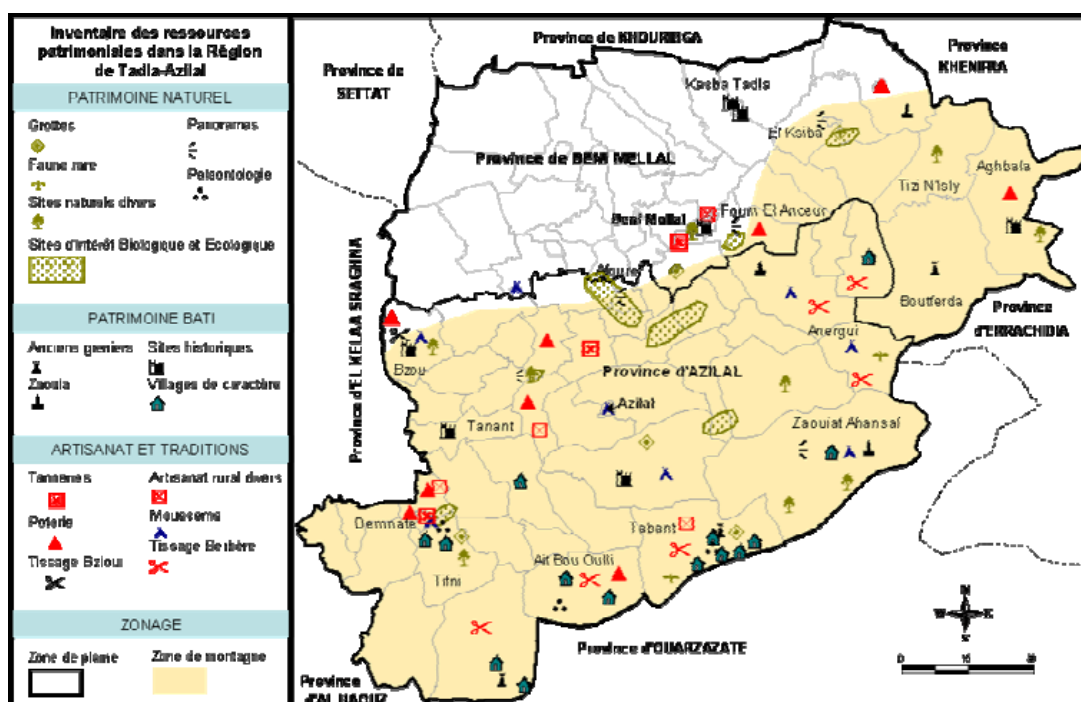 Inventaire des ressources
patrimoniales dans la Région
de Tadla-Azilal
PATRIMOINE NATUREL
Grottes
Panoramas
Faune rare
Paleontologie
Sites naturels divers
Sites d'intérêt Biologique et Ecologique
PATRIMOINE BATI
Anciens greniers
Sites historiques
Zaouia
Villages de caractère
ARTISANAT ET TRADITIONS
Tanneries
Artisanat rural divers
Poterie
Moussems
Tissage Bzioui
Tissage Berbère
ZONAGE
Zone de plaine
Zone de montagne
Province de KHOURIBGA
Province
KHENIFRA
Province de
SETTAT
Kasba Tadla
El Ksiba
Province de BENI MELLAL
Aghbala
Tizi N'Isly
Beni Mellal
Foum El Anceur
Afourer
Boutferda
Province
d'ERRACHIDIA
Province d'EL KELAA SRAGHNA
Anergui
Bzou
Province d'AZILAL
Azilal
Tanant
Zaouiat Ahansal
Demnate
Tabant
Ait Bou Oulli
Tifni
Province d'OUARZAZATE
Province
d'AL HAOUZ
N
W E
S
0